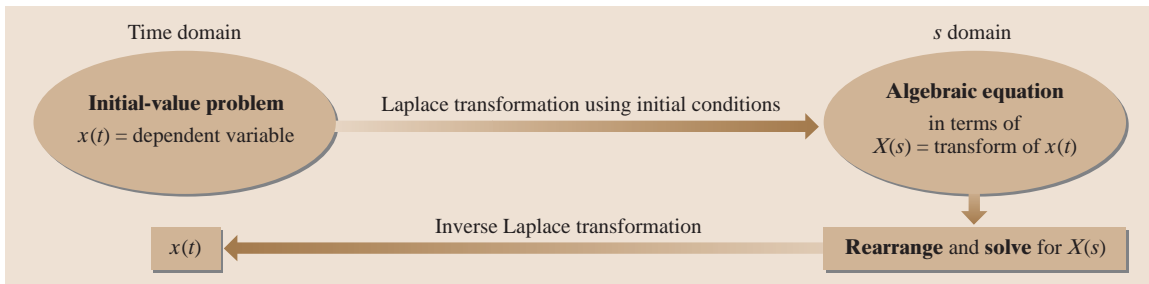 Time domain
s domain
Initial-value problem
x(t) = dependent variable
Laplace transformation using initial conditions
Algebraic equation
in terms of
X(s) = transform of x(t)
Inverse Laplace transformation
x(t)
Rearrange and solve for X(s)